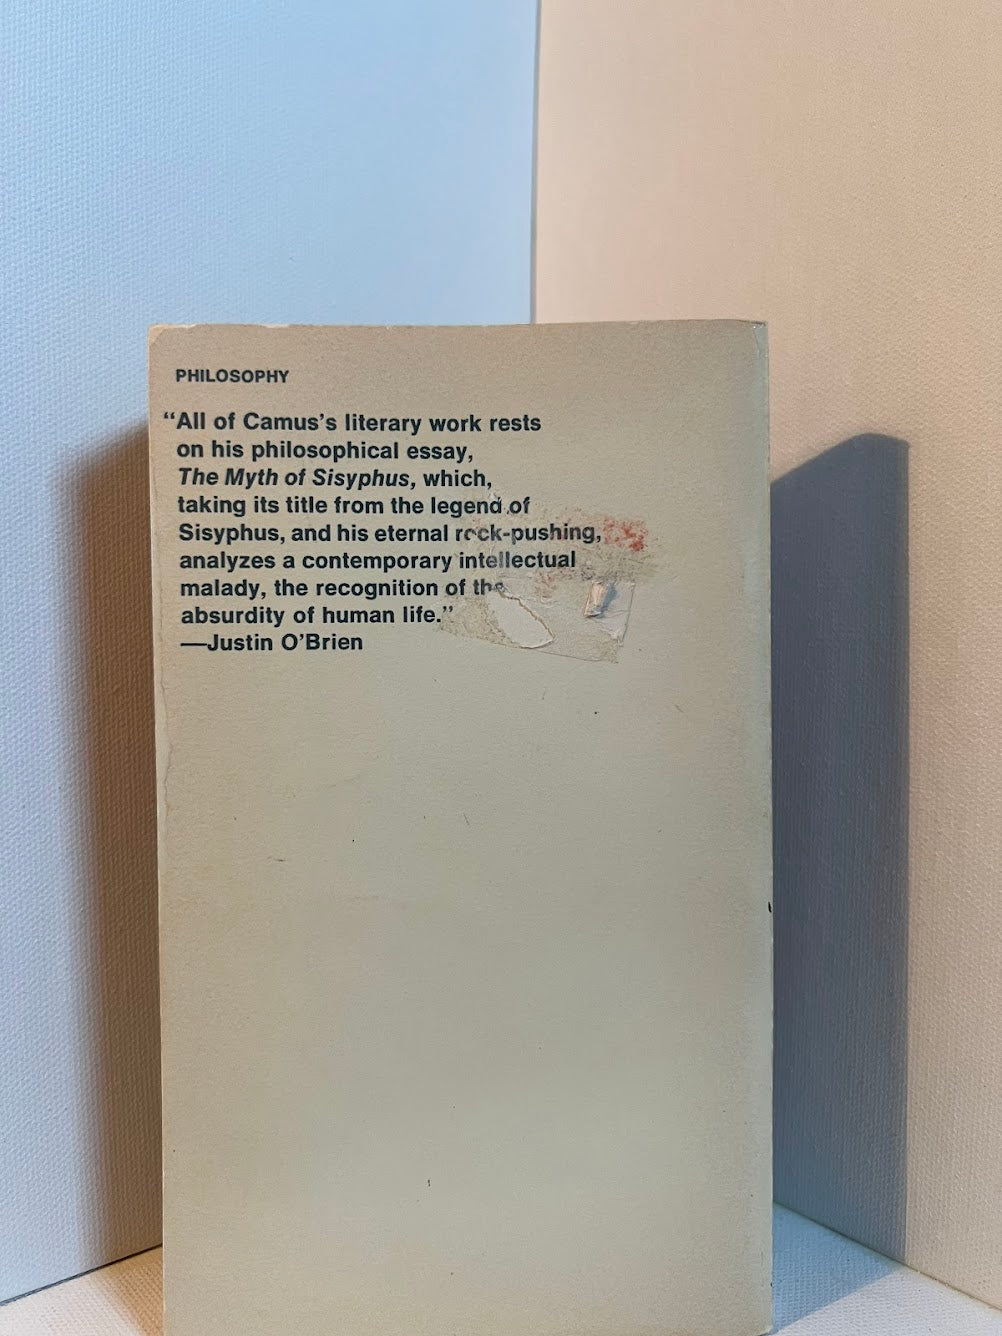 PHILOSOPHY
“All of Camus’s literary work rests
on his philosophical essay,
The Myth of Sisyphus, which,
taking its title from the legend of
Sisyphus, and his eternal rock-pushing,
analyzes a contemporary intellectual
malady, the recognition of the
absurdity of human life.”
—Justin O’Brien